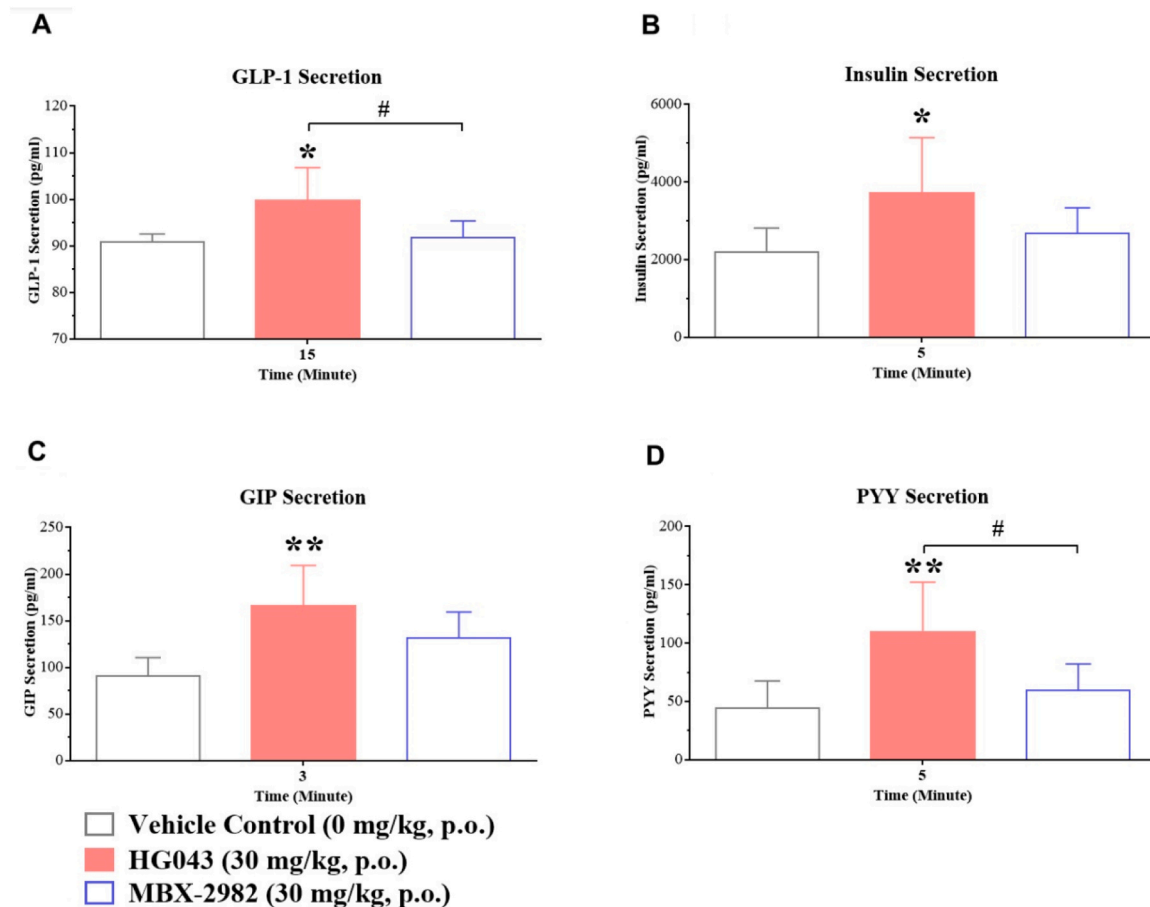 A
GLP-1 Secretion
GLP-1 Secretion (pg/ml)
120
110
100
90
80
70
*
#
15
Time (Minute)
B
Insulin Secretion
Insulin Secretion (pg/ml)
6000
4000
2000
0
*
5
Time (Minute)
C
GIP Secretion
GIP Secretion (pg/ml)
250
200
150
100
50
0
**
3
Time (Minute)
D
PYY Secretion
PYY Secretion (pg/ml)
200
150
100
50
0
**
#
5
Time (Minute)
Vehicle Control (0 mg/kg, p.o.)
HG043 (30 mg/kg, p.o.)
MBX-2982 (30 mg/kg, p.o.)